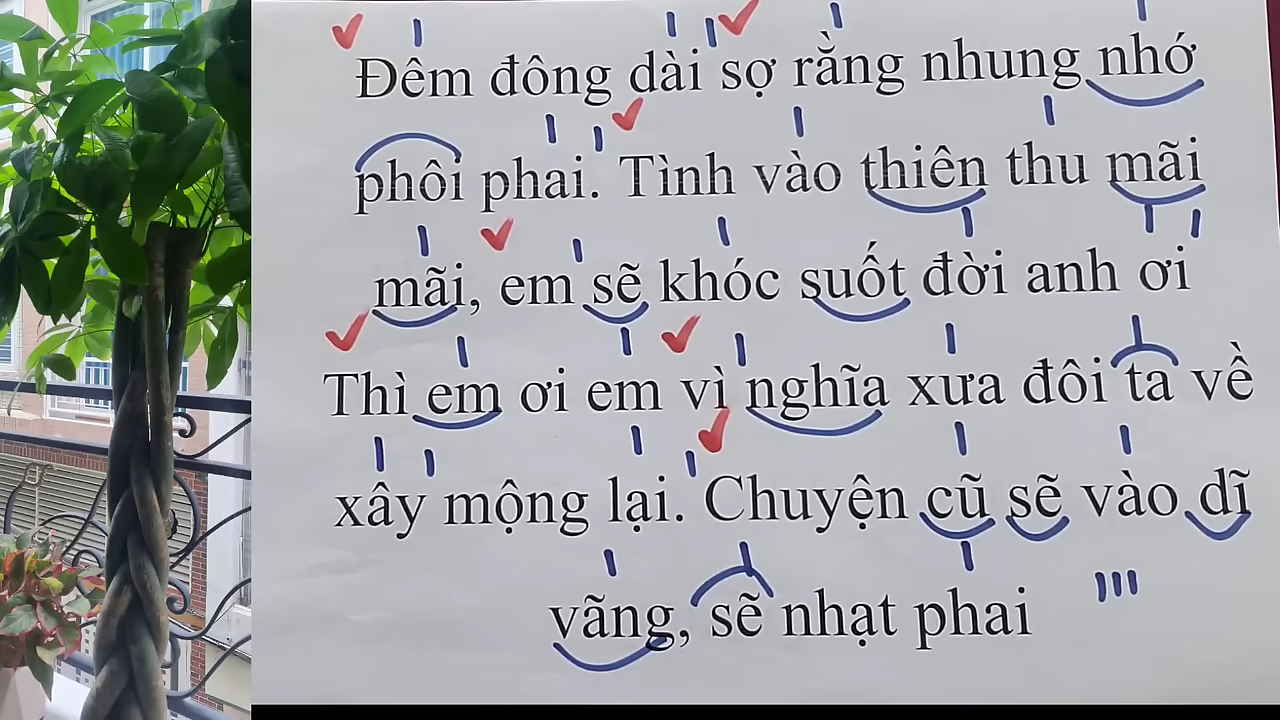 Đêm đông dài sợ rằng nhung nhớ
phôi phai. Tình vào thiên thu mãi
mãi, em sẽ khóc suốt đời anh ơi
Thì em ơi em vì nghĩa xưa đôi ta về
xây mộng lại. Chuyện cũ sẽ vào dĩ
vãng, sẽ nhạt phai